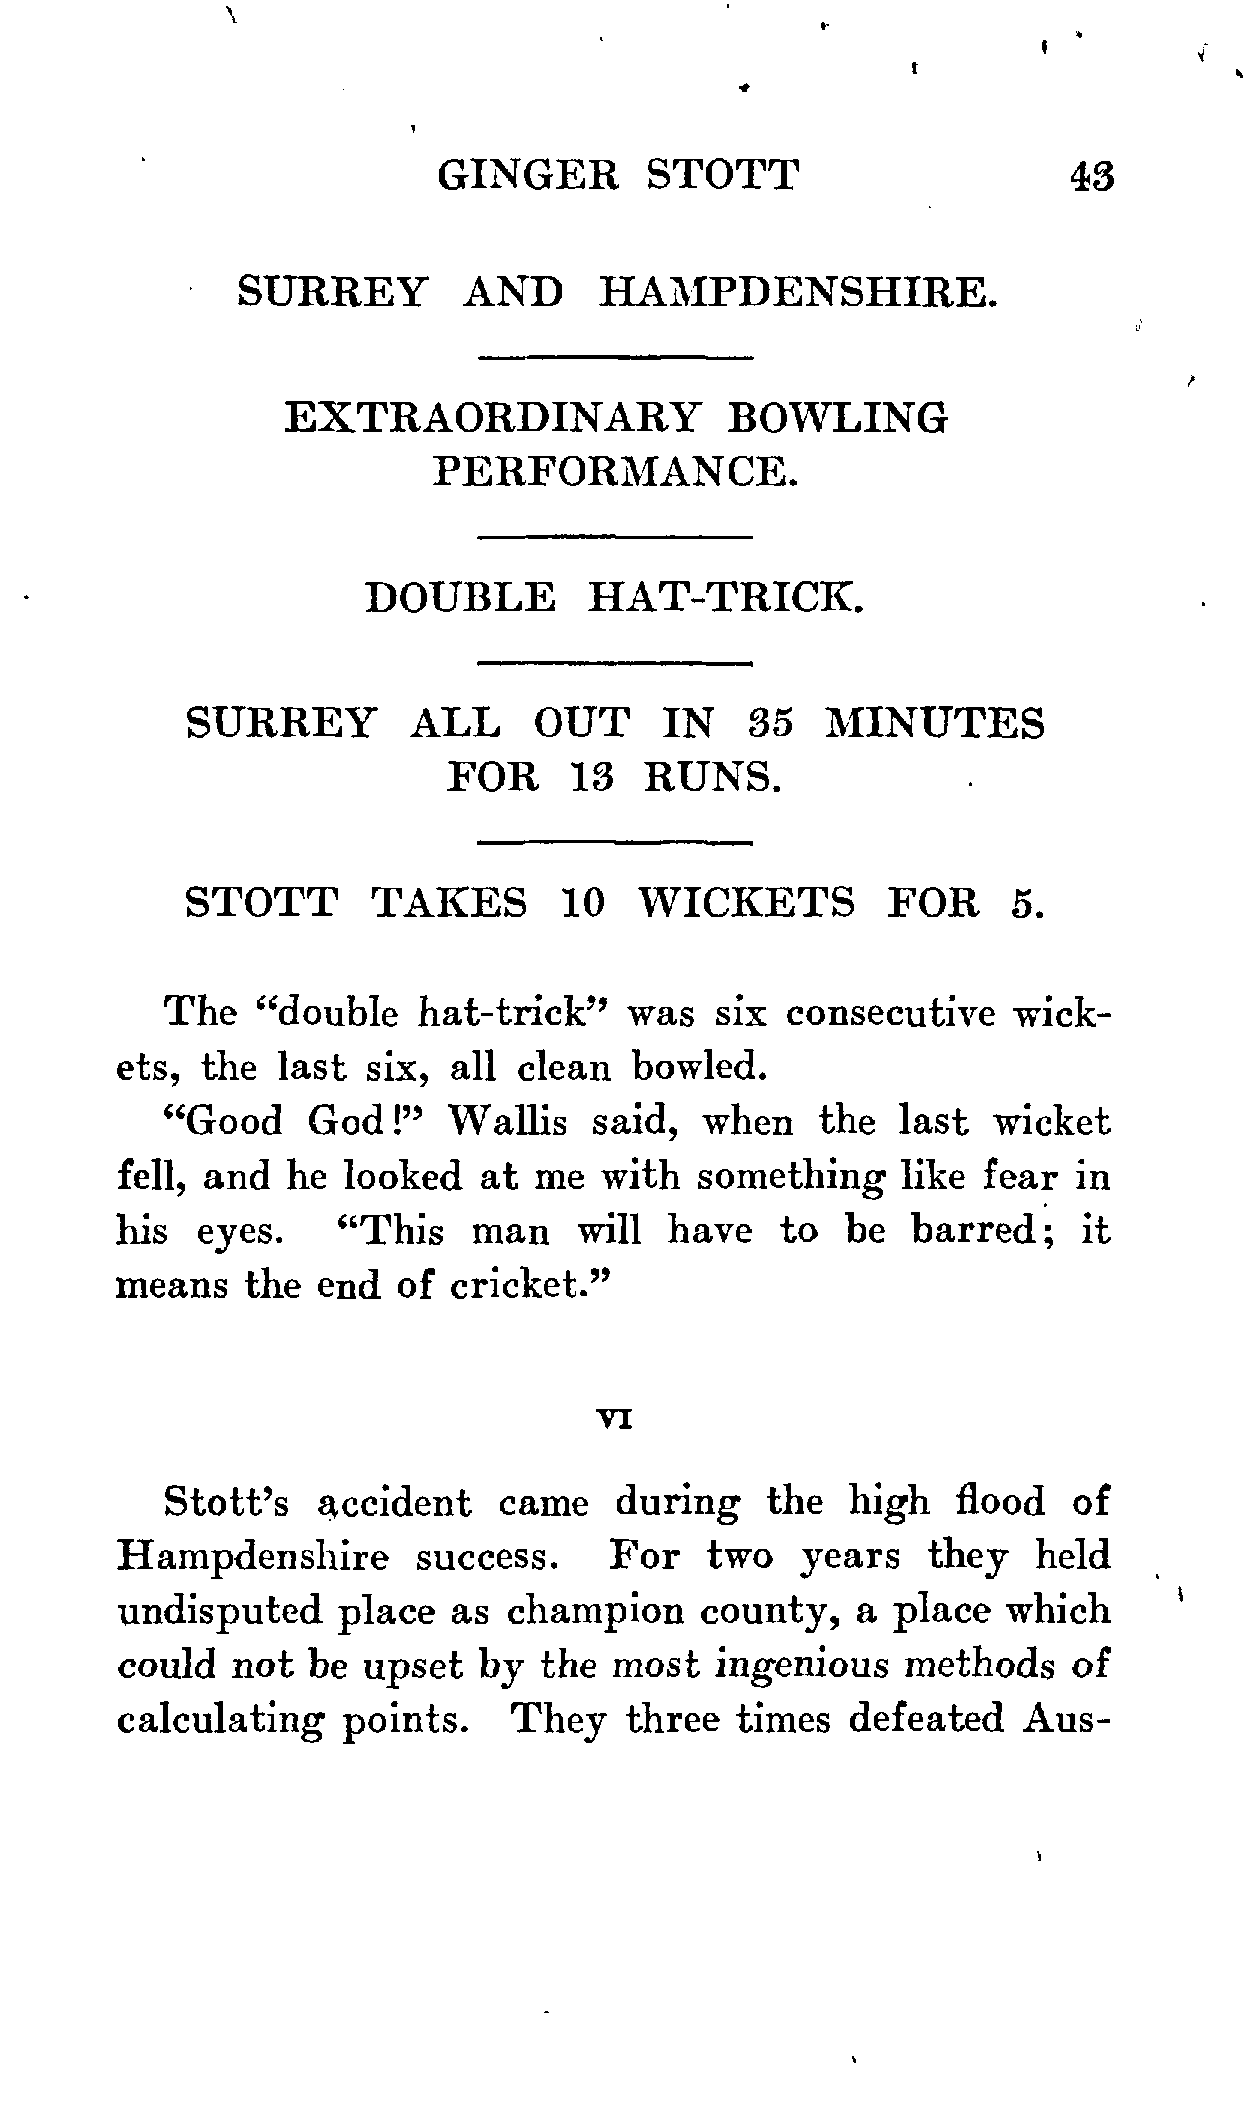 GINGER STOTT 43
SURREY AND HAMPDENSHIRE.
EXTRAORDINARY BOWLING
PERFORMANCE.
DOUBLE HAT-TRICK.
SURREY ALL OUT IN 35 MINUTES
FOR 13 RUNS.
STOTT TAKES 10 WICKETS FOR 5.
The "double hat-trick" was six consecutive wick-
ets, the last six, all clean bowled.
"Good God!" Wallis said, when the last wicket
fell, and he looked at me with something like fear in
his eyes. "This man will have to be barred; it
means the end of cricket."
VI
Stott's accident came during the high flood of
Hampdenshire success. For two years they held
undisputed place as champion county, a place which
could not be upset by the most ingenious methods of
calculating points. They three times defeated Aus-